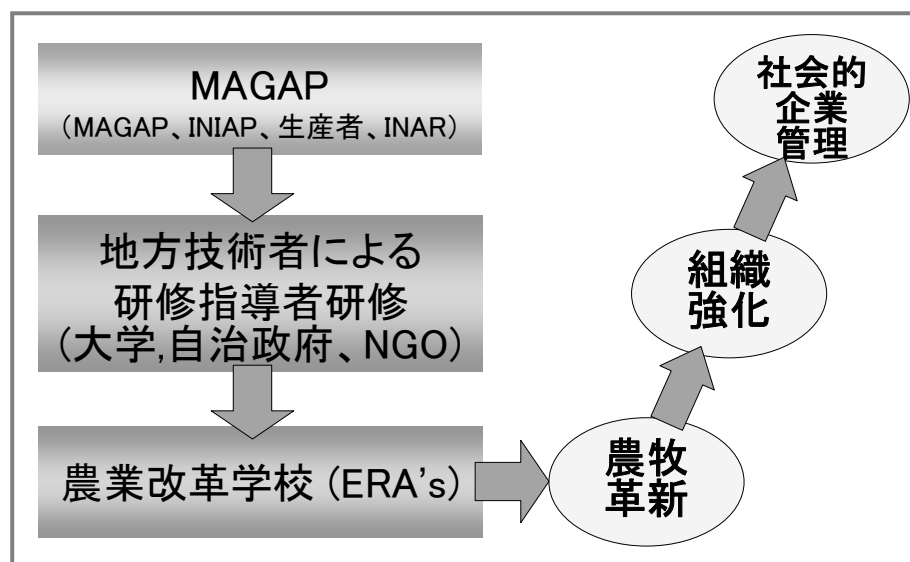 MAGAP
(MAGAP、INIAP、生産者、INAR)
地方技術者による
研修指導者研修
(大学,自治政府、NGO)
農業改革学校 (ERA's)
農牧
革新
組織
強化
社会的
企業
管理